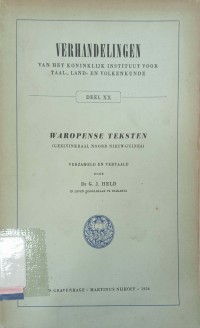 VERHANDELINGEN
VAN HET KONINKLIJK INSTITUUT VOOR
TAAL-, LAND- EN VOLKENKUNDE
DEEL XX
WAROPENSE TEKSTEN
(GEELVINKBAAI, NOORD NIEUW-GUINEA)
VERZAMELD EN VERTAALD
DOOR
Dr G. J. HELD
'S-GRAVENHAGE - MARTINUS NIJHOFF - 1956